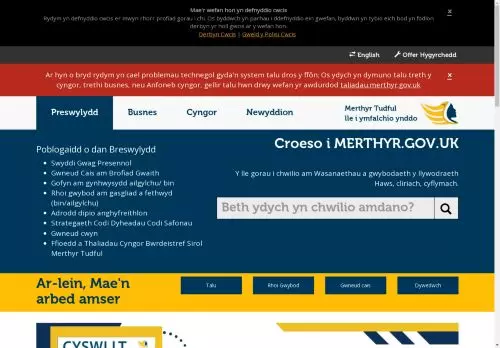 Mae'r wefan hon yn defnyddio cwcis
Rydym yn defnyddio cwcis er mwyn rhoi'r profiad gorau i chi. Os byddwch yn parhau i ddefnyddio ein gwefan, byddwn yn tybio eich bod yn fodlon
derbyn yr holl gwcis ar y wefan hon.
Derbyn Cwcis | Gweld y Polisi Cwcis
x
English
Offer Hygyrchedd
Ar hyn o bryd rydym yn cael problemau technegol gyda'n system talu dros y ffôn; Os ydych yn dymuno talu treth y
cyngor, trethi busnes, neu Anfoneb cyngor, gellir talu hwn drwy wefan yr awdurdod taliadau.merthyr.gov.uk.
x
Preswylydd
Busnes
Cyngor
Newyddion
Merthyr Tudful
lle i ymfalchïo ynddo
Poblogaidd o dan Breswylydd
Swyddi Gwag Presennol
Gwneud Cais am Brofiad Gwaith
Gofyn am gynhwysydd ailgylchu/ bin
Rhoi gwybod am gasgliad a fethwyd
(bin/ailgylchu)
Adrodd dipio anghyfreithlon
Strategaeth Codi Dyheadau Codi Safonau
Gwneud cwyn
Ffioedd a Thaliadau Cyngor Bwrdeistref Sirol
Merthyr Tudful
Croeso i MERTHYR.GOV.UK
Y lle gorau i chwilio am Wasanaethau a gwybodaeth y llywodraeth
Haws, cliriach, cyflymach.
Beth ydych yn chwilio amdano?
Ar-lein, Mae'n
arbed amser
Talu
Rhoi Gwybod
Gwneud cais
Dywedwch
CYSWLLT